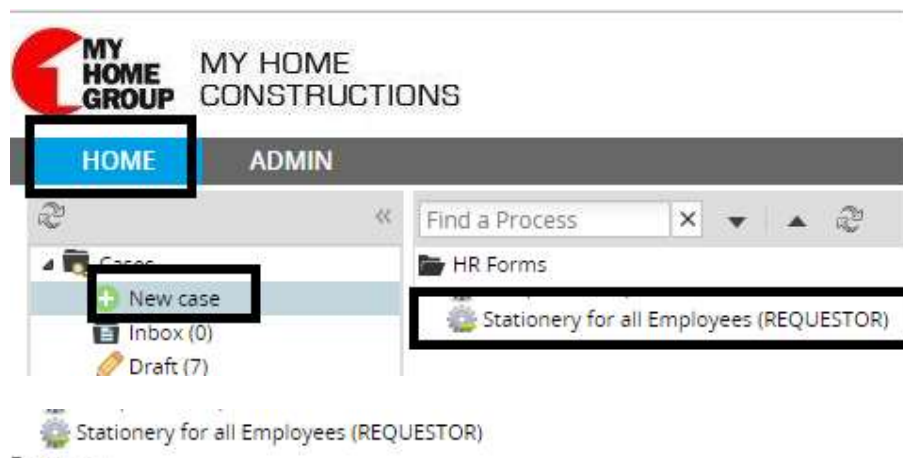 MY
HOME
GROUP
MY HOME
CONSTRUCTIONS
HOME ADMIN
Find a Process
Cases
HR Forms
New case
Stationery for all Employees (REQUESTOR)
Inbox (0)
Draft (7)
Stationery for all Employees (REQUESTOR)